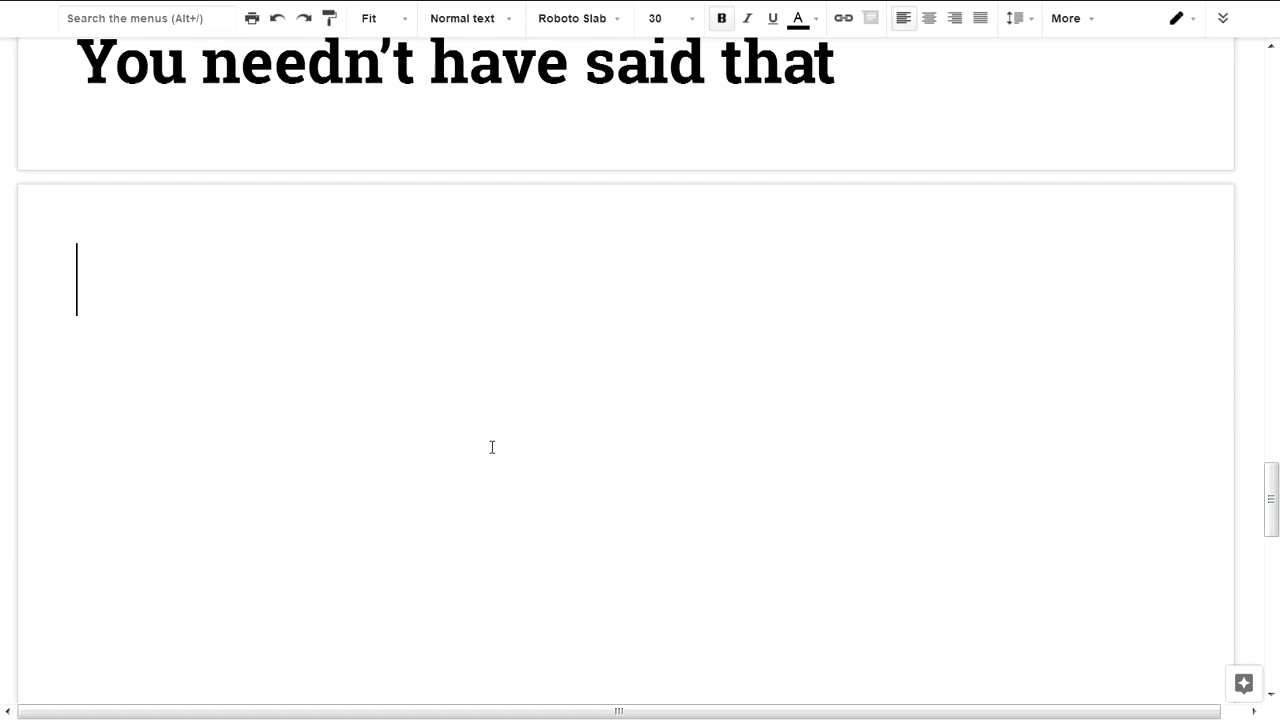 Search the menus (Alt+/) Fit Normal text Roboto Slab 30 B I U A More
You needn’t have said that